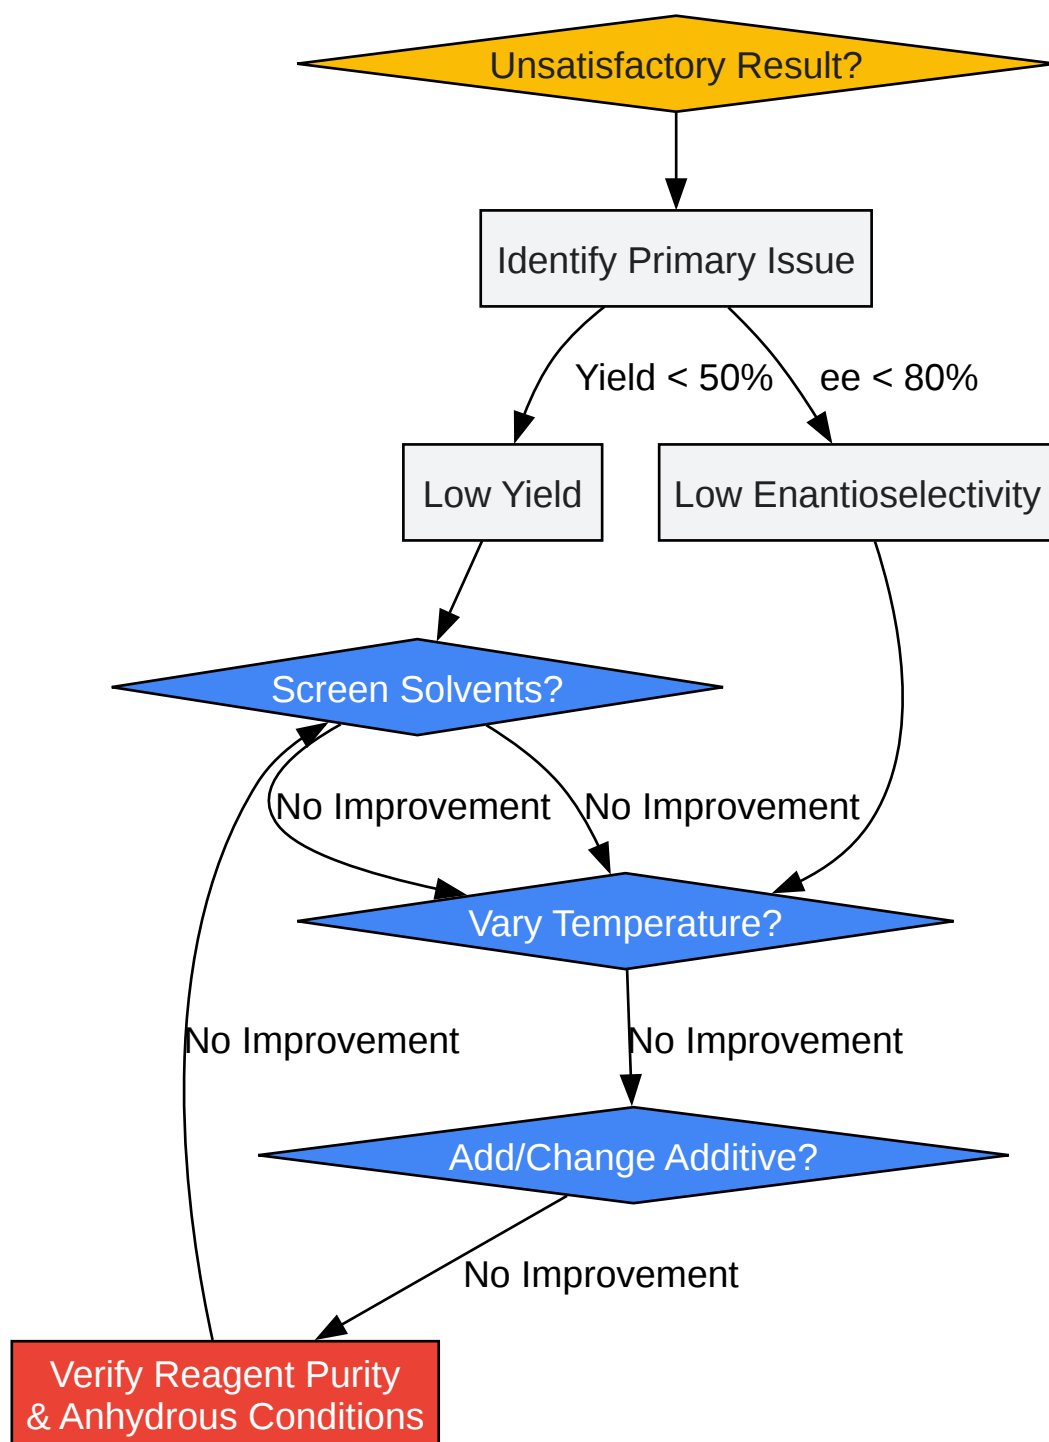 Unsatisfactory Result?
Identify Primary Issue
Yield < 50%
ee < 80%
Low Yield
Low Enantioselectivity
Screen Solvents?
No Improvement
No Improvement
Vary Temperature?
No Improvement
No Improvement
Add/Change Additive?
No Improvement
Verify Reagent Purity
& Anhydrous Conditions